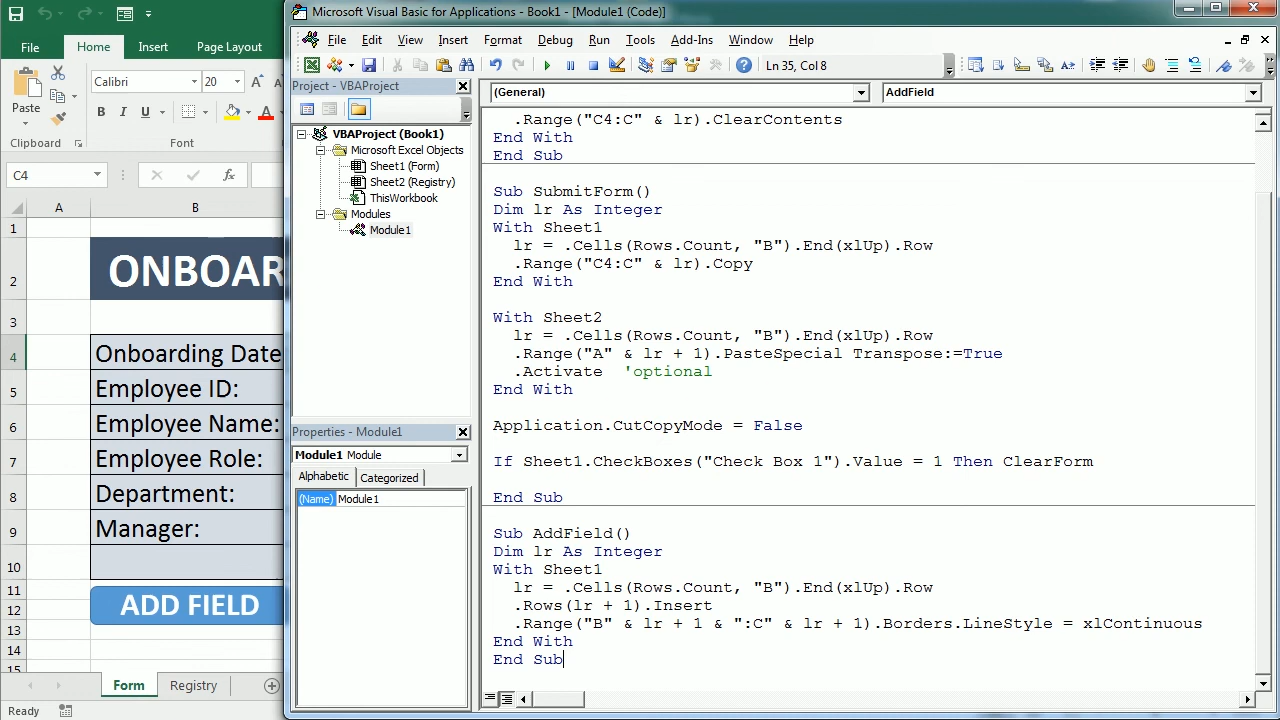 File
Home
Insert
Page Layout
Paste
Clipboard
Calibri
20
B I U
A
Font
C4
fx
A
B
1
2
ONBOAR
3
4
Onboarding Date
5
Employee ID:
6
Employee Name:
7
Employee Role:
8
Department:
9
Manager:
10
11
12
ADD FIELD
13
14
15
Form
Registry
Ready
Microsoft Visual Basic for Applications - Book1 - [Module1 (Code)]
File Edit View Insert Format Debug Run Tools Add-Ins Window Help
Ln 35, Col 8
Project - VBAProject
VBAProject (Book1)
Microsoft Excel Objects
Sheet1 (Form)
Sheet2 (Registry)
ThisWorkbook
Modules
Module1
Properties - Module1
Module1 Module
Alphabetic Categorized
(Name) Module1
(General)
AddField
.Range("C4:C" & lr).ClearContents
End With
End Sub
Sub SubmitForm()
Dim lr As Integer
With Sheet1
lr = .Cells(Rows.Count, "B").End(xlUp).Row
.Range("C4:C" & lr).Copy
End With
With Sheet2
lr = .Cells(Rows.Count, "B").End(xlUp).Row
.Range("A" & lr + 1).PasteSpecial Transpose:=True
.Activate 'optional
End With
Application.CutCopyMode = False
If Sheet1.CheckBoxes("Check Box 1").Value = 1 Then ClearForm
End Sub
Sub AddField()
Dim lr As Integer
With Sheet1
lr = .Cells(Rows.Count, "B").End(xlUp).Row
.Rows(lr + 1).Insert
.Range("B" & lr + 1 & ":C" & lr + 1).Borders.LineStyle = xlContinuous
End With
End Sub